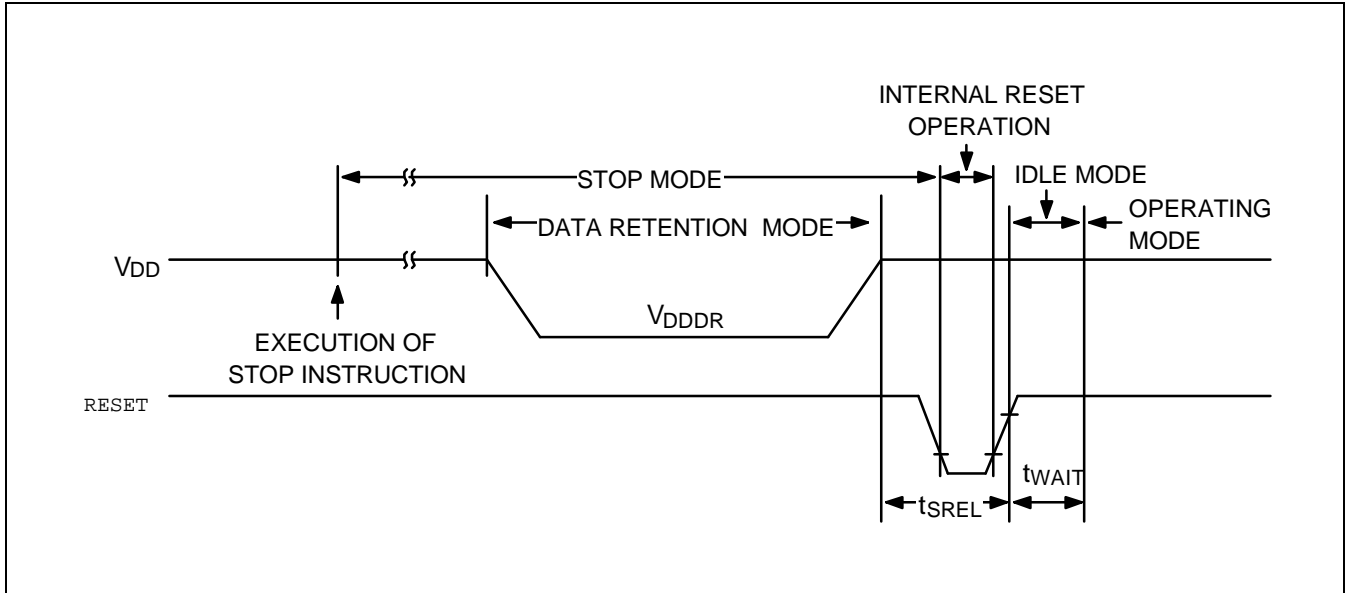 INTERNAL RESET
OPERATION
STOP MODE
IDLE MODE
DATA RETENTION MODE
OPERATING
MODE
VDD
VDDDR
EXECUTION OF
STOP INSTRUCTION
RESET
tWAIT
tSREL